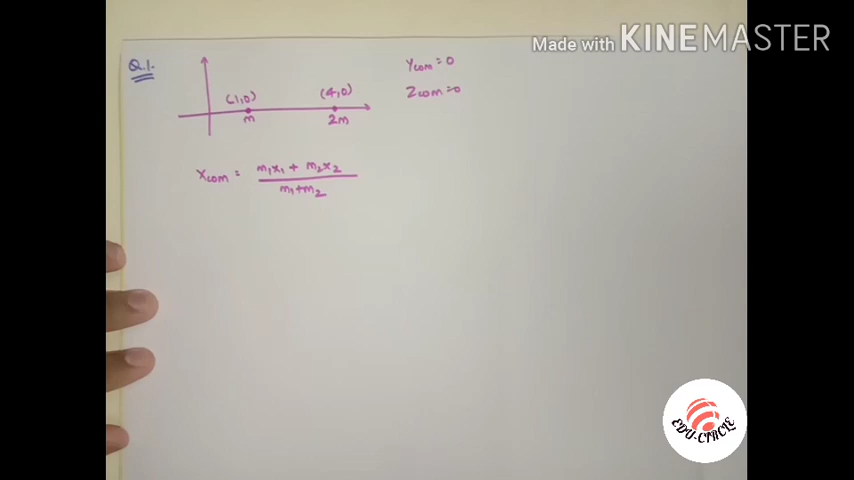 Made with KINEMASTER
Q.1.
Ycom = 0
(1,0) (4,0)
Zcom = 0
m 2m
Xcom = m₁x₁ + m₂x₂
m₁+m₂
EDU-CIRCLE